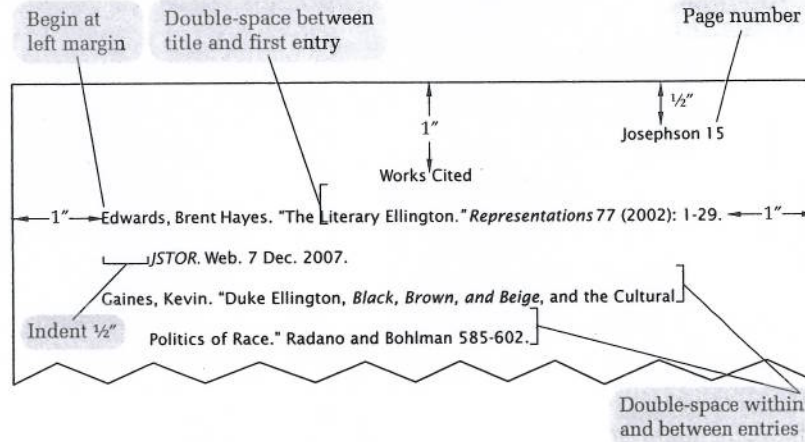 Begin at
left margin
Double-space between
title and first entry
Page number
½″
1″
Josephson 15
Works Cited
1″
Edwards, Brent Hayes. "The Literary Ellington." Representations 77 (2002): 1-29.
1″
JSTOR. Web. 7 Dec. 2007.
Gaines, Kevin. "Duke Ellington, Black, Brown, and Beige, and the Cultural
Indent ½″
Politics of Race." Radano and Bohlman 585-602.
Double-space within
and between entries